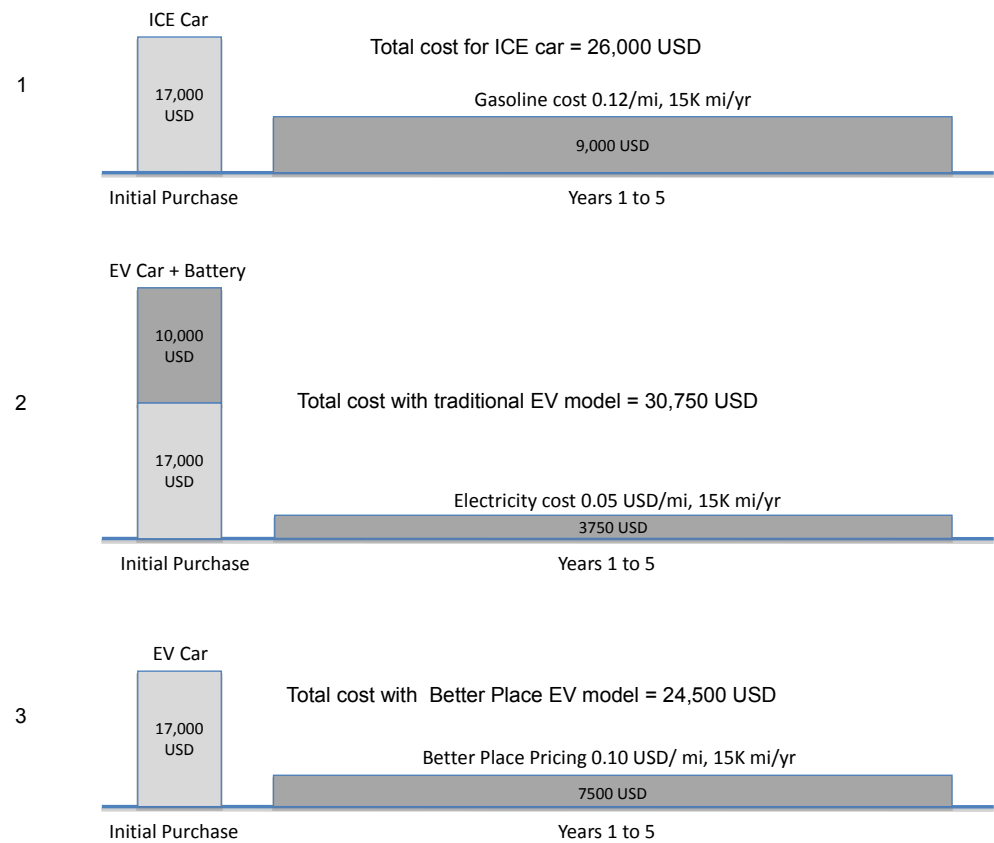 ICE Car
Total cost for ICE car = 26,000 USD
1
17,000
USD
Gasoline cost 0.12/mi, 15K mi/yr
9,000 USD
Initial Purchase
Years 1 to 5
EV Car + Battery
10,000
USD
2
Total cost with traditional EV model = 30,750 USD
17,000
USD
Electricity cost 0.05 USD/mi, 15K mi/yr
3750 USD
Initial Purchase
Years 1 to 5
EV Car
Total cost with Better Place EV model = 24,500 USD
3
17,000
USD
Better Place Pricing 0.10 USD/ mi, 15K mi/yr
7500 USD
Initial Purchase
Years 1 to 5